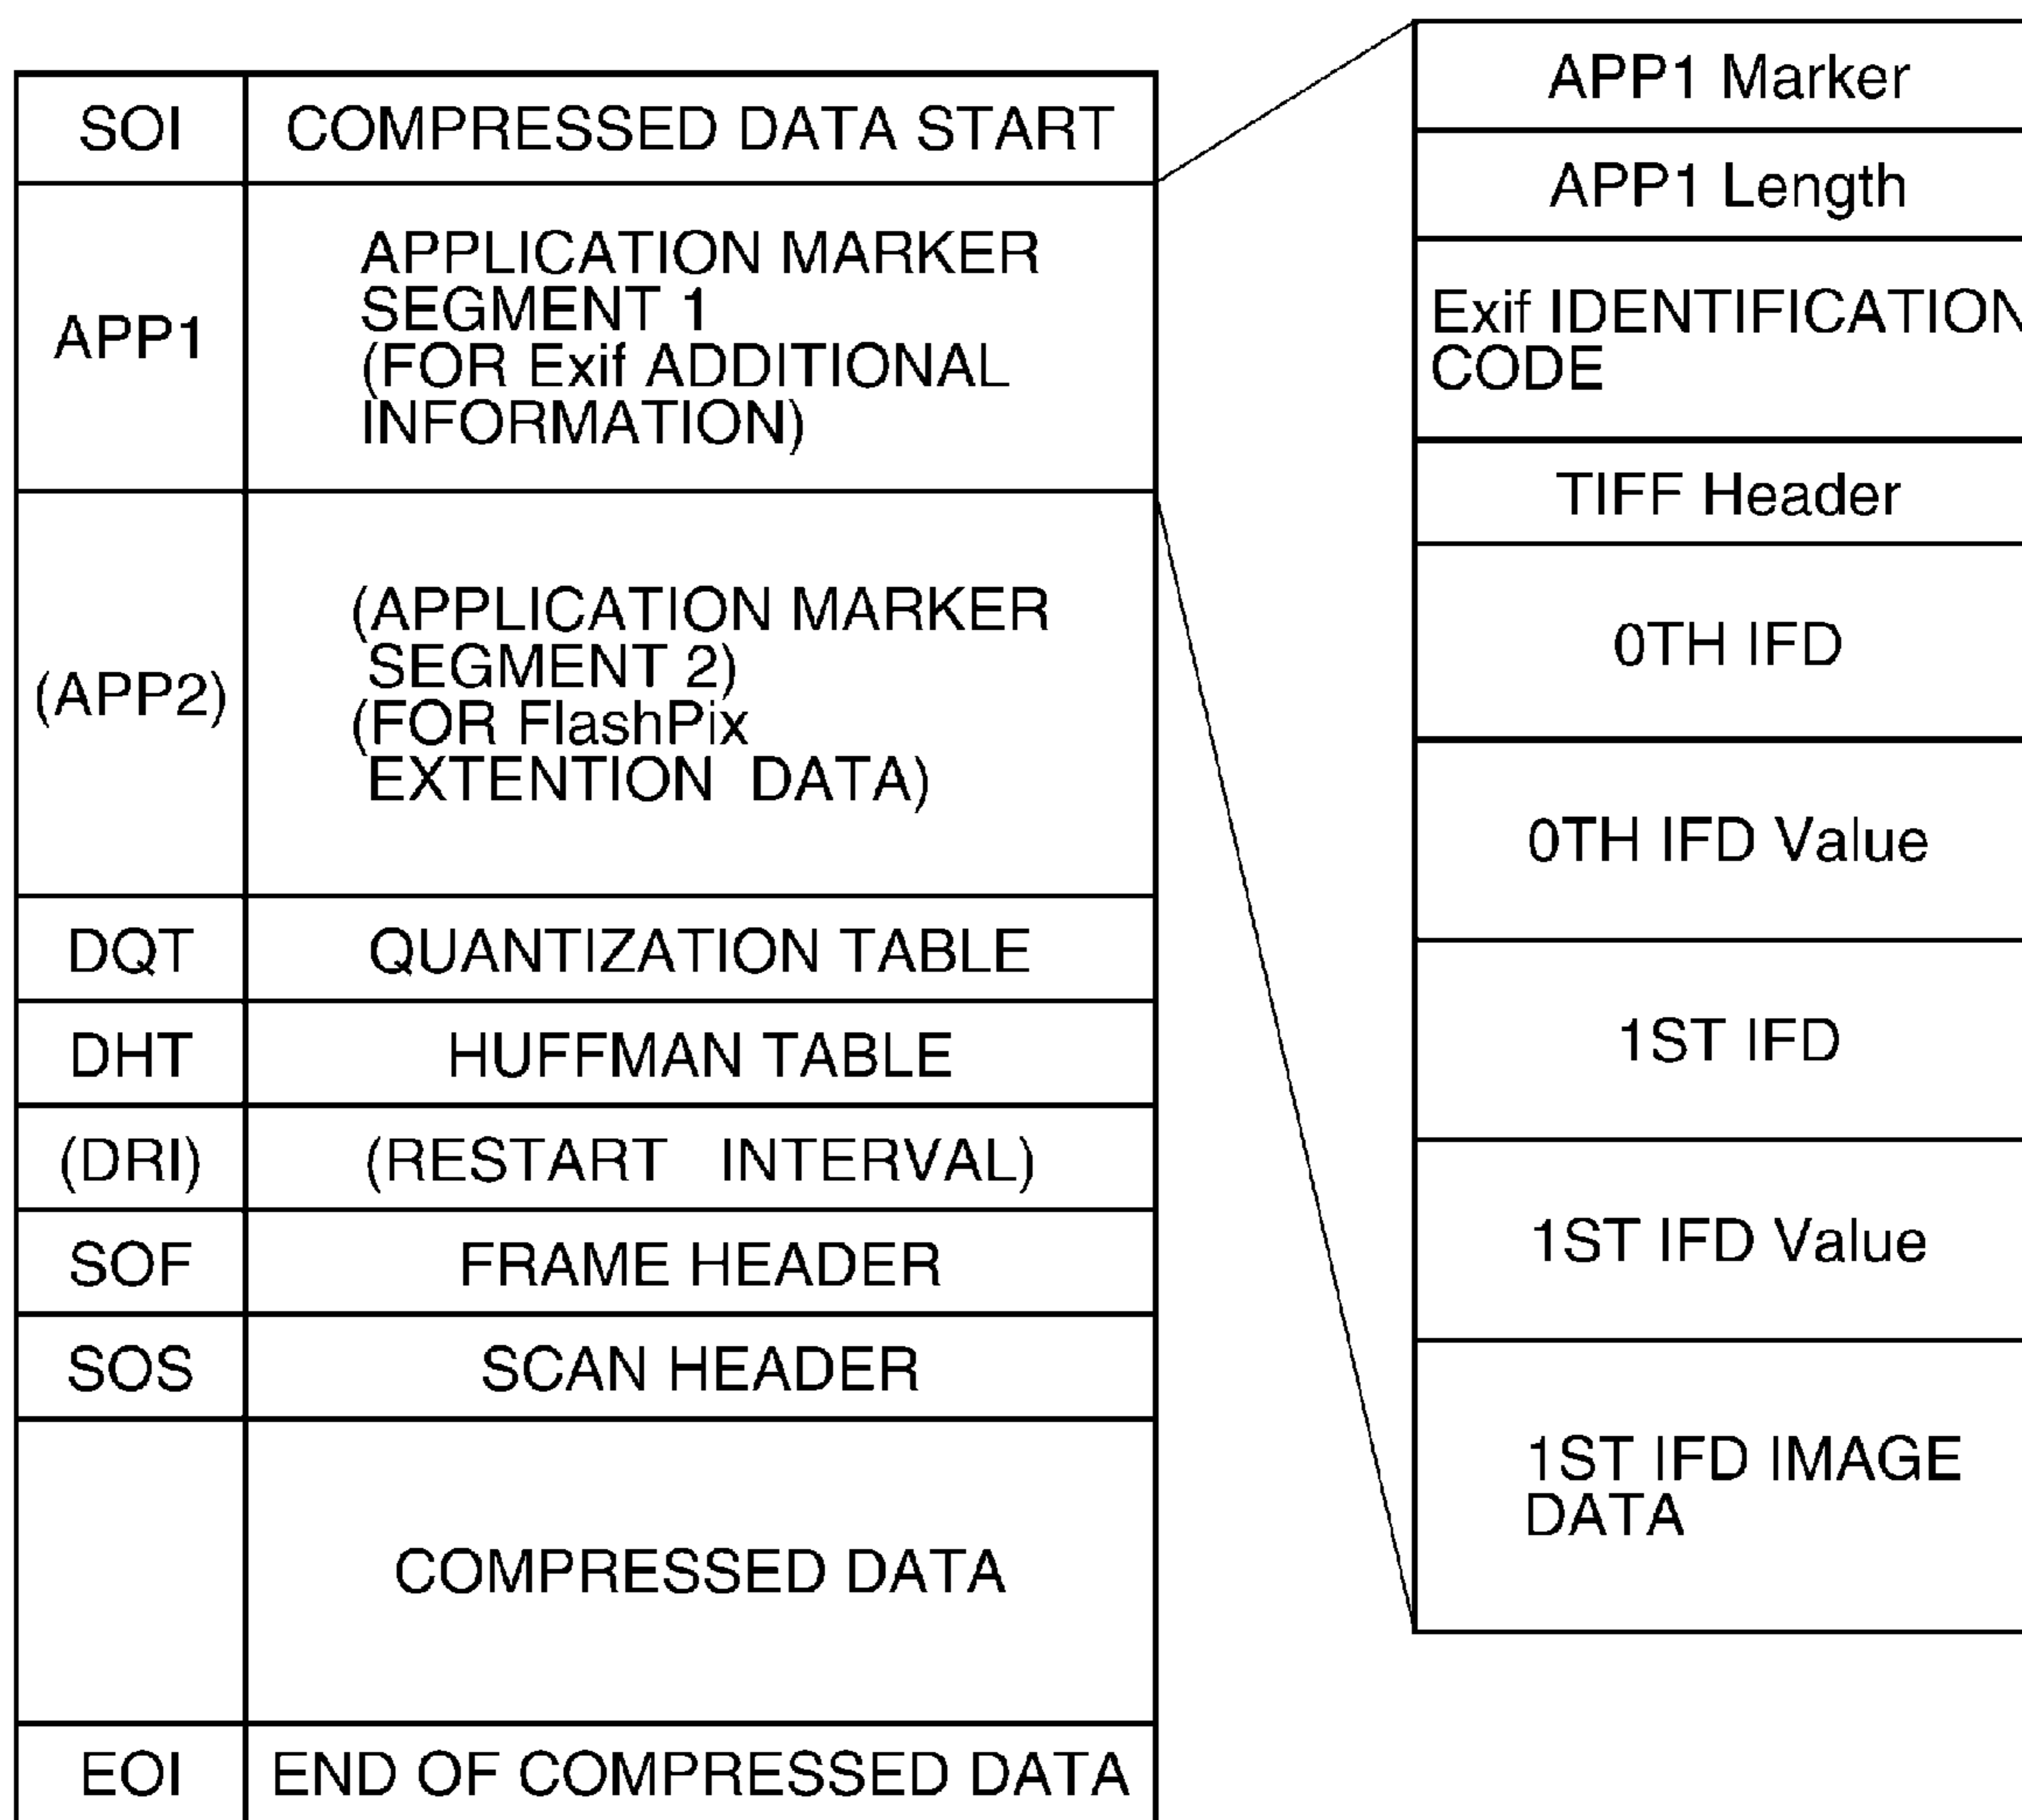 SOI
COMPRESSED DATA START
APP1
APPLICATION MARKER
SEGMENT 1
(FOR Exif ADDITIONAL
INFORMATION)
(APP2)
(APPLICATION MARKER
SEGMENT 2)
(FOR FlashPix
EXTENTION DATA)
DQT
QUANTIZATION TABLE
DHT
HUFFMAN TABLE
(DRI)
(RESTART INTERVAL)
SOF
FRAME HEADER
SOS
SCAN HEADER
COMPRESSED DATA
EOI
END OF COMPRESSED DATA
APP1 Marker
APP1 Length
Exif IDENTIFICATION
CODE
TIFF Header
0TH IFD
0TH IFD Value
1ST IFD
1ST IFD Value
1ST IFD IMAGE
DATA